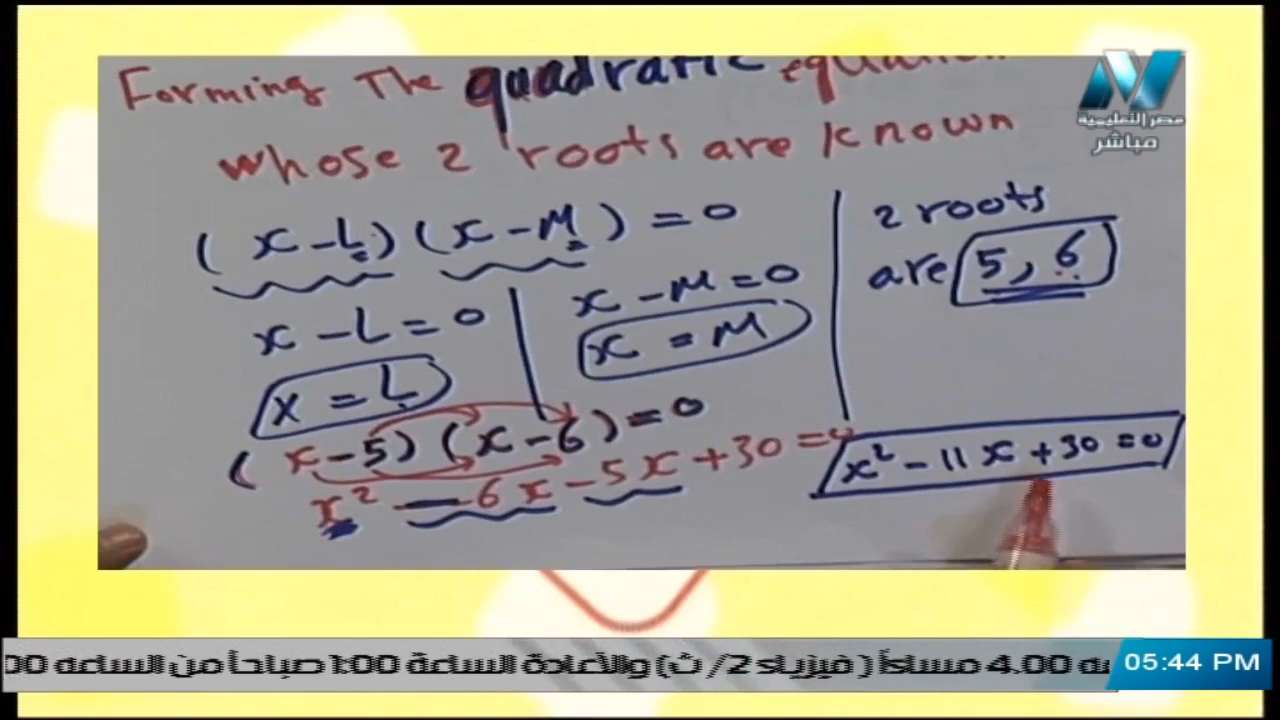 Forming The quadratic equation
whose 2 roots are known
(x-L)(x-M)=0
x-L=0
x=L
x-M=0
x=M
2 roots
are 5, 6
(x-5)(x-6)=0
x² - 6x - 5x + 30 = 0
x² - 11x + 30 = 0
مصر التعليمية
مباشر
4.00 مساءاً ( فيزياء 2/ ث) والأعادة الساعة 1:00 صباحاً من الساعه
05:44 PM